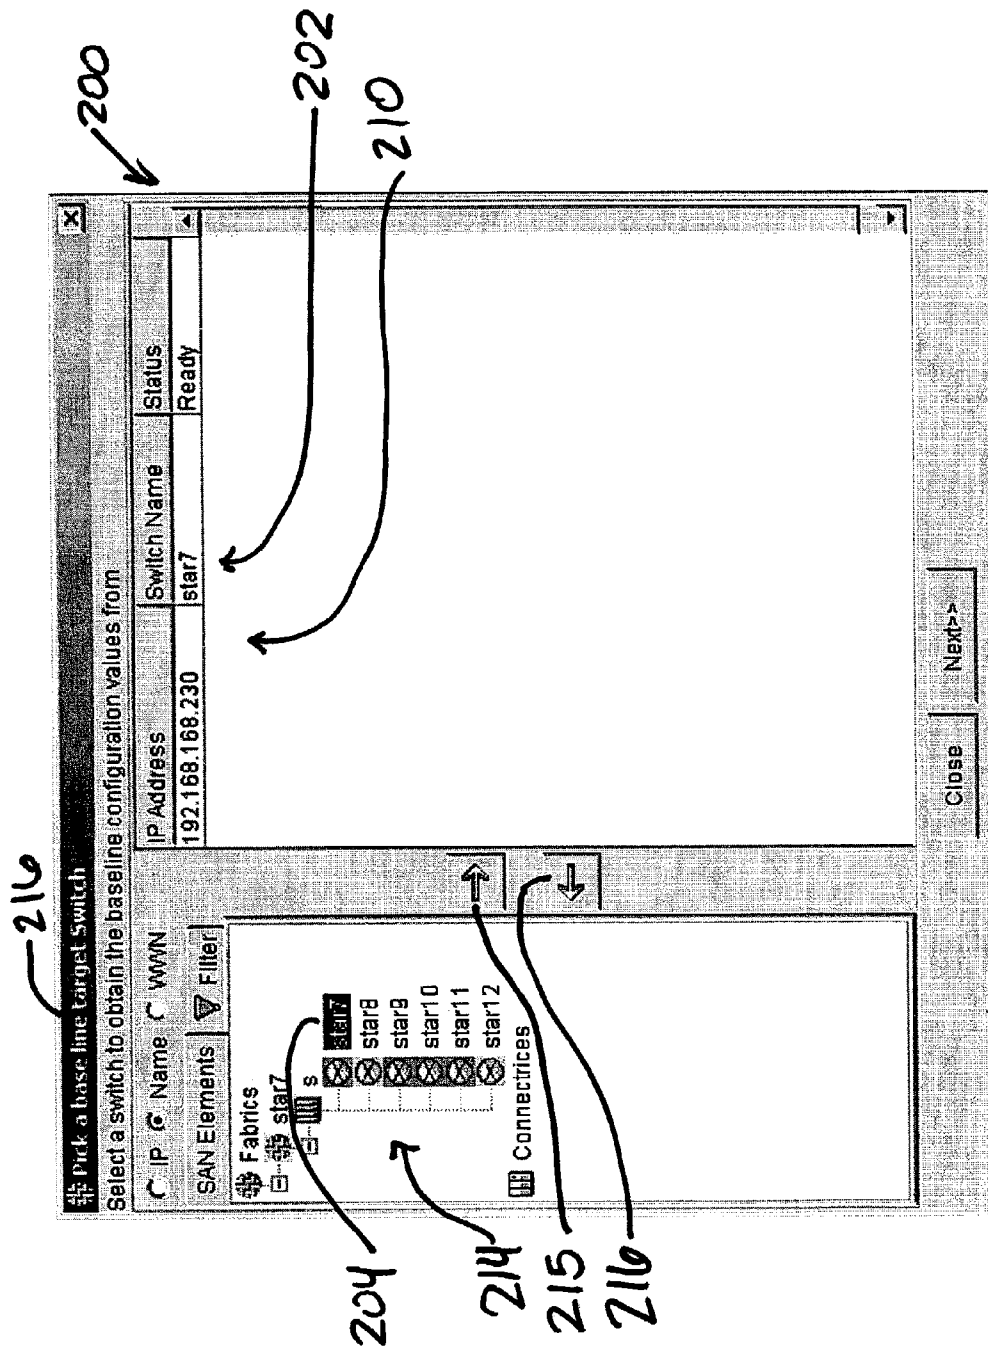 200
202
210
216
Pick a base line target Switch
Select a switch to obtain the baseline configuration values from
IP Name WWN
SAN Elements Filter
Fabrics
star7
s
star7
star8
star9
star10
star11
star12
Connectrices
IP Address Switch Name Status
192.168.168.230 star7 Ready
Close Next>>
204
214
215
216